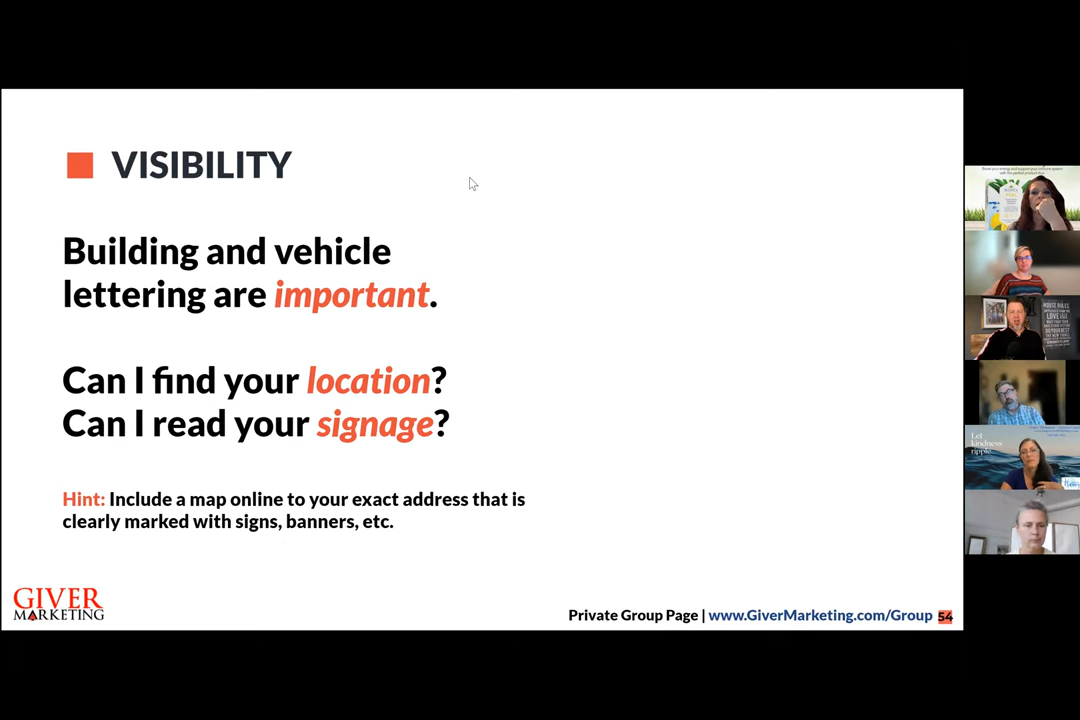 VISIBILITY
Building and vehicle
lettering are important.
Can I find your location?
Can I read your signage?
Hint: Include a map online to your exact address that is
clearly marked with signs, banners, etc.
GIVER
MARKETING
Private Group Page | www.GiverMarketing.com/Group 54
HOUSE RULES
Let
kindness
ripple